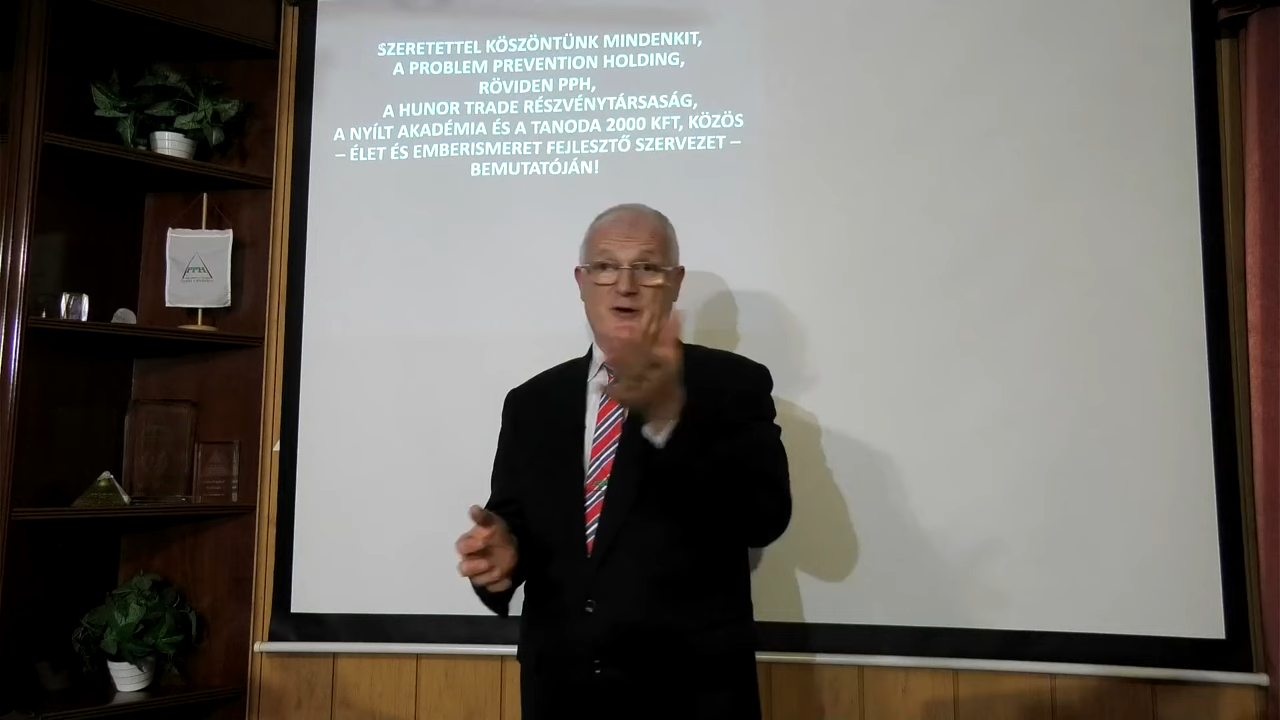 SZERETETTEL KÖSZÖNTÜNK MINDENKIT,
A PROBLEM PREVENTION HOLDING,
RÖVIDEN PPH,
A HUNOR TRADE RÉSZVÉNYTÁRSASÁG,
A NYÍLT AKADÉMIA ÉS A TANODA 2000 KFT, KÖZÖS
– ÉLET ÉS EMBERISMERET FEJLESZTŐ SZERVEZET –
BEMUTATÓJÁN!
PPH